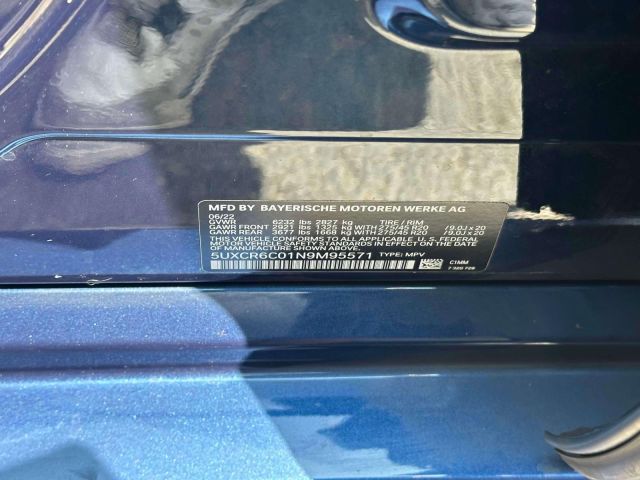 MFD BY BAYERISCHE MOTOREN WERKE AG
06/22
GVWR 6232 lbs 2827 kg TIRE / RIM
GAWR FRONT 2921 lbs 1325 kg WITH 275/45 R20 /9.0J x 20
GAWR REAR 3677 lbs 1668 kg WITH 275/45 R20 /9.0J x 20
THIS VEHICLE CONFORMS TO ALL APPLICABLE U.S. FEDERAL
MOTOR VEHICLE SAFETY STANDARDS IN EFFECT ON THE DATE OF
MANUFACTURE SHOWN ABOVE.
5UXCR6C01N9M95571 TYPE: MPV C1MM